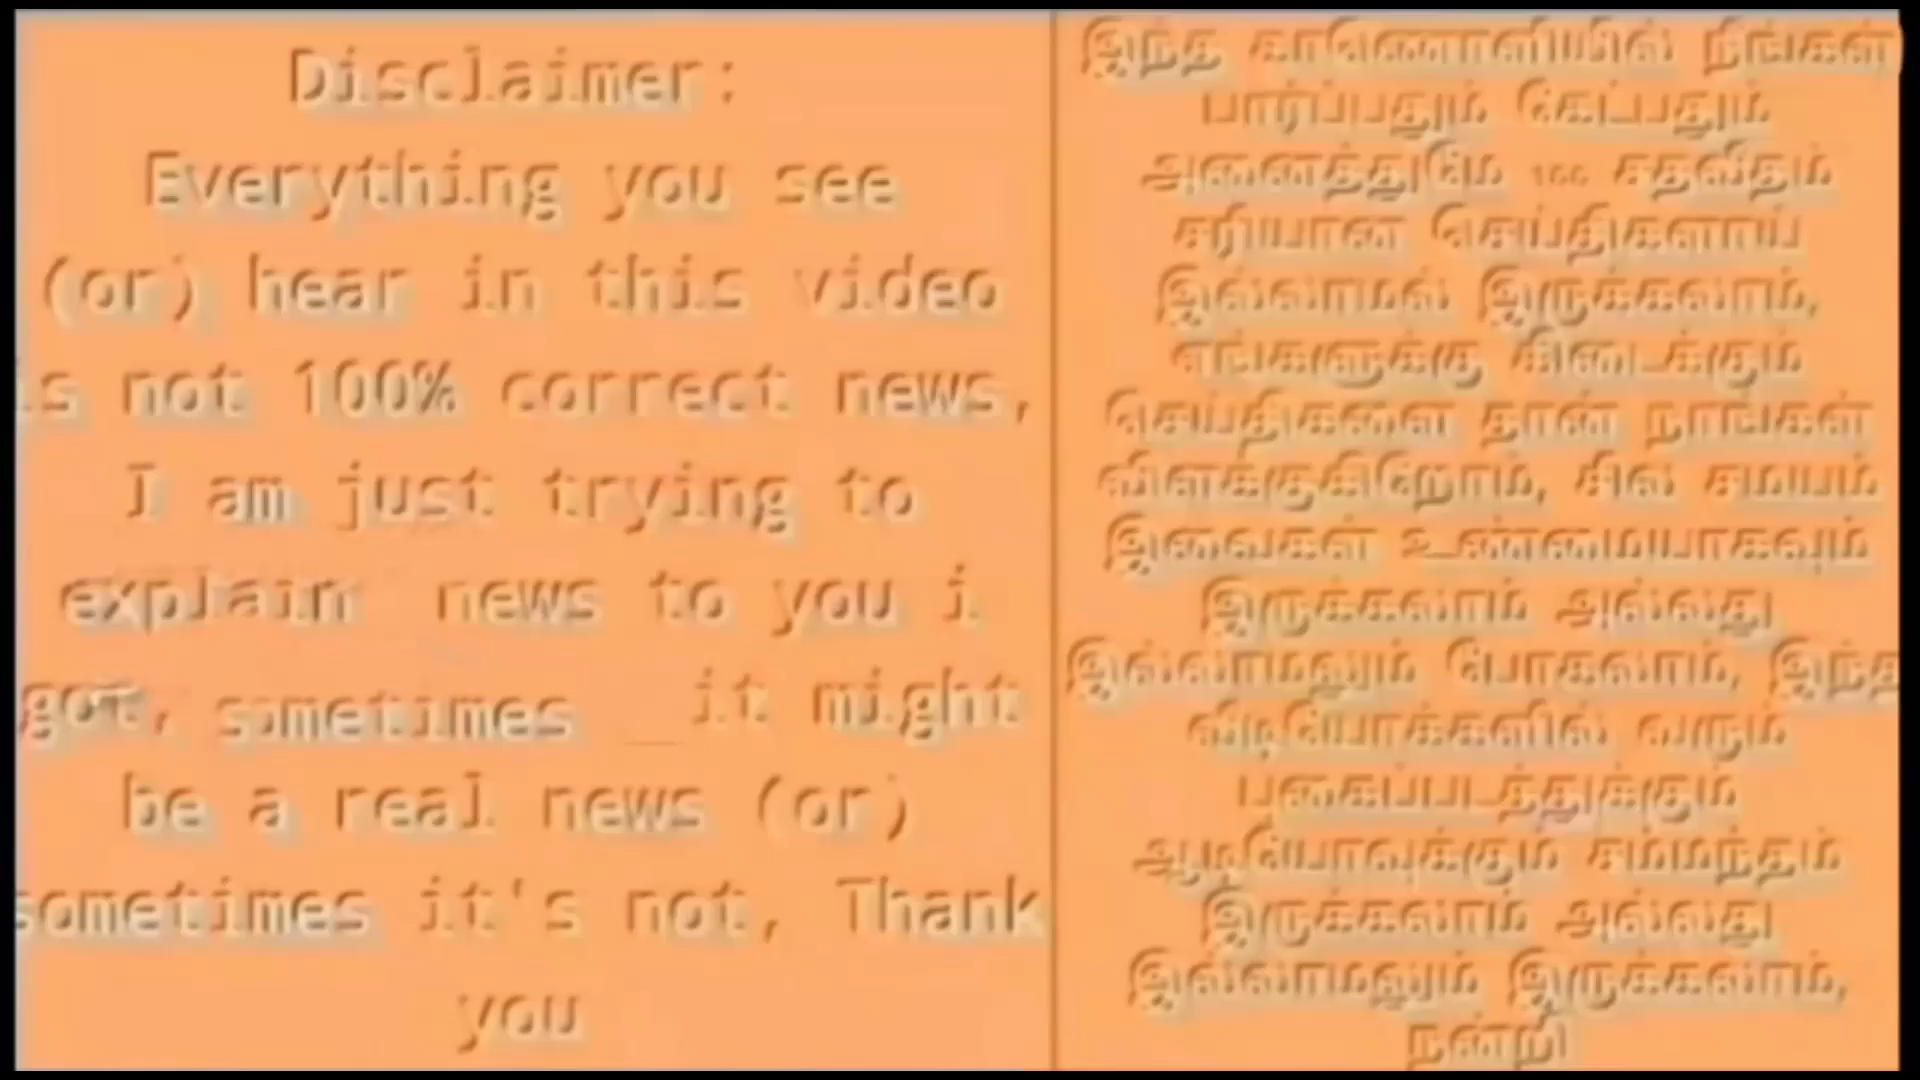 Disclaimer:
Everything you see
(or) hear in this video
is not 100% correct news,
I am just trying to
explain news to you i
got, sometimes _ it might
be a real news (or)
sometimes it's not, Thank
you
இந்த காணொளியில் நீங்கள்
பார்ப்பதும் கேட்பதும்
அனைத்துமே 100 சதவீதம்
சரியான செய்திகளாய்
இல்லாமல் இருக்கலாம்,
எங்களுக்கு கிடைக்கும்
செய்திகளை தான் நாங்கள்
விளக்குகிறோம், சில சமயம்
இவைகள் உண்மையாகவும்
இருக்கலாம் அல்லது
இல்லாமலும் போகலாம், இந்த
வீடியோக்களில் வரும்
புகைப்படத்துக்கும்
ஆடியோவுக்கும் சம்மந்தம்
இருக்கலாம் அல்லது
இல்லாமலும் இருக்கலாம்,
நன்றி